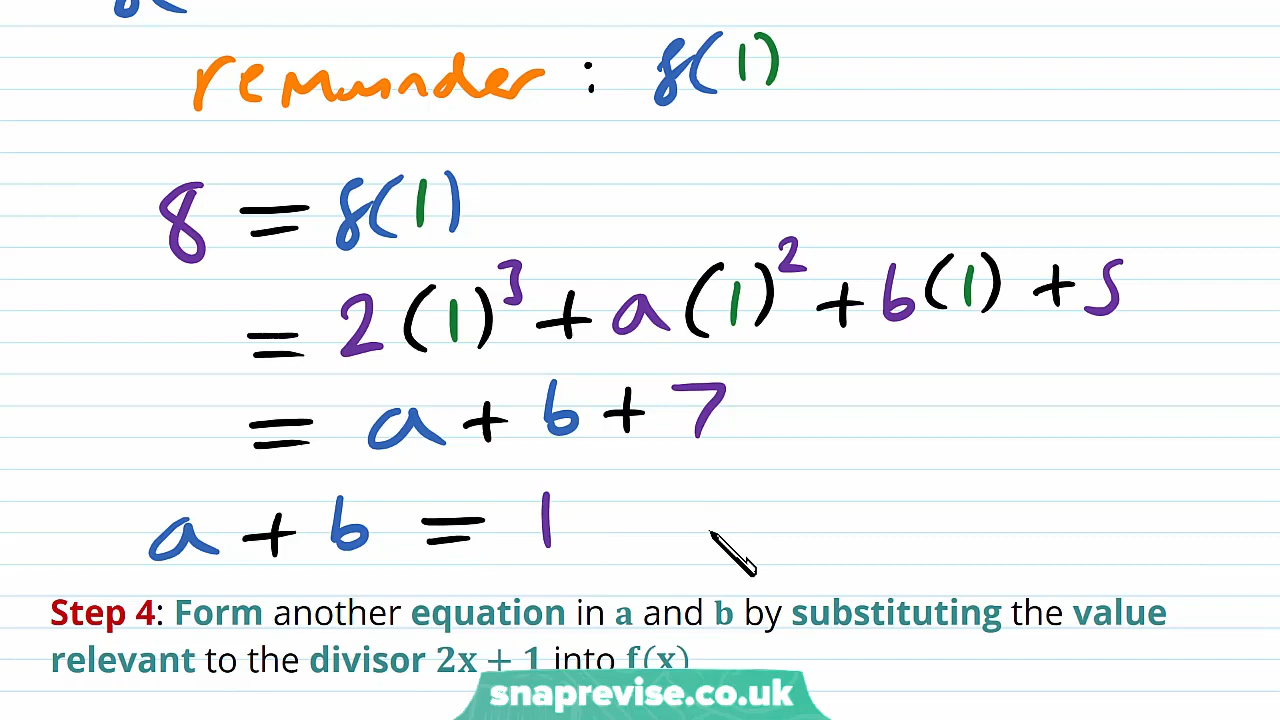 remainder : f(1)
8 = f(1)
= 2(1)³ + a(1)² + b(1) + 5
= a + b + 7
a + b = 1
Step 4: Form another equation in a and b by substituting the value
relevant to the divisor 2x + 1 into f(x)
snaprevise.co.uk